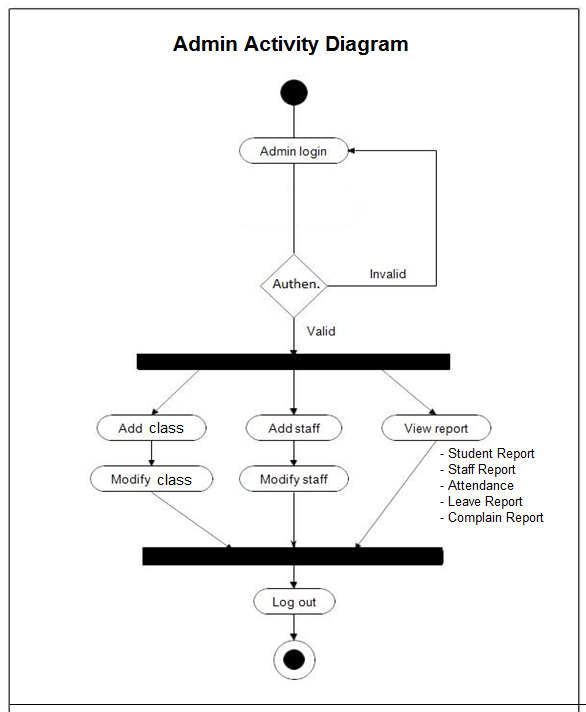 Admin Activity Diagram
Admin login
Invalid
Authen.
Valid
Add class
Add staff
View report
- Student Report
- Staff Report
- Attendance
- Leave Report
- Complain Report
Modify class
Modify staff
Log out